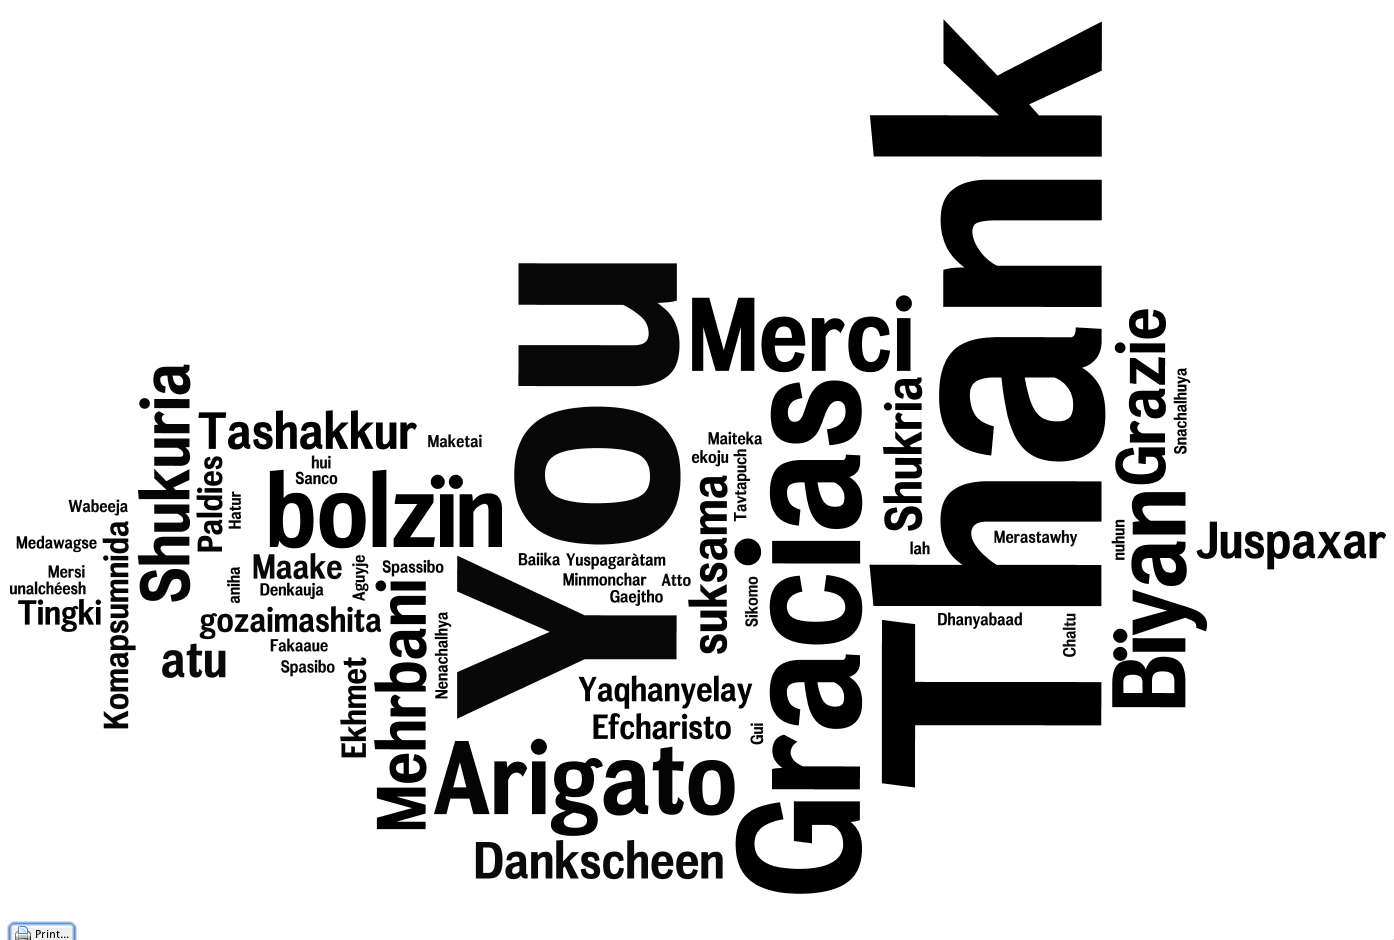 Thank
You
Merci
Gracias
Shukria
Grazie
Snachalhuya
Shukuria
Tashakkur
Maketai
Maiteka
ekoju
Tavtapuch
hui
Sanco
Paldies
Hatur
bolzïn
suksama
Wabeeja
Medawagse
Mersi
unalchéesh
Tingki
Komapsumnida
aniha
Maake
Denkauja
Aguyje
Spassibo
Baiika
Yuspagaràtam
Minmonchar
Atto
Gaejtho
Sikomo
lah
Merastawhy
nuhun
Biyan
Juspaxar
Dhanyabaad
Chaltu
gozaimashita
Fakaaue
Spasibo
atu
Ekhmet
Mehrbani
Nenachalhya
Yaqhanyelay
Efcharisto
Gui
Arigato
Dankscheen
Print...